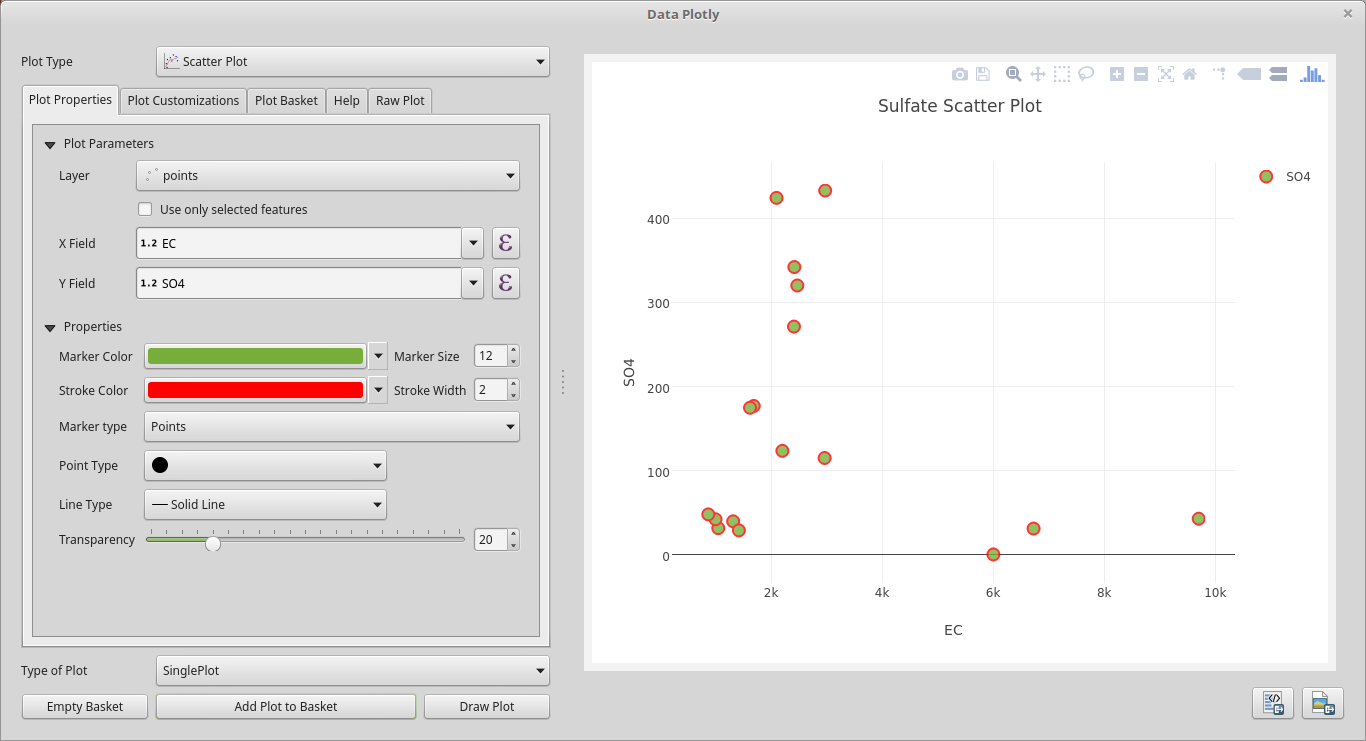 Data Plotly
Plot Type
Scatter Plot
Plot Properties
Plot Customizations
Plot Basket
Help
Raw Plot
Plot Parameters
Layer
points
Use only selected features
X Field
1.2 EC
ε
Y Field
1.2 SO4
ε
Properties
Marker Color
Marker Size
12
Stroke Color
Stroke Width
2
Marker type
Points
Point Type
Line Type
Solid Line
Transparency
20
Type of Plot
SinglePlot
Empty Basket
Add Plot to Basket
Draw Plot
Sulfate Scatter Plot
SO4
400
300
200
100
0
SO4
2k
4k
6k
8k
10k
EC